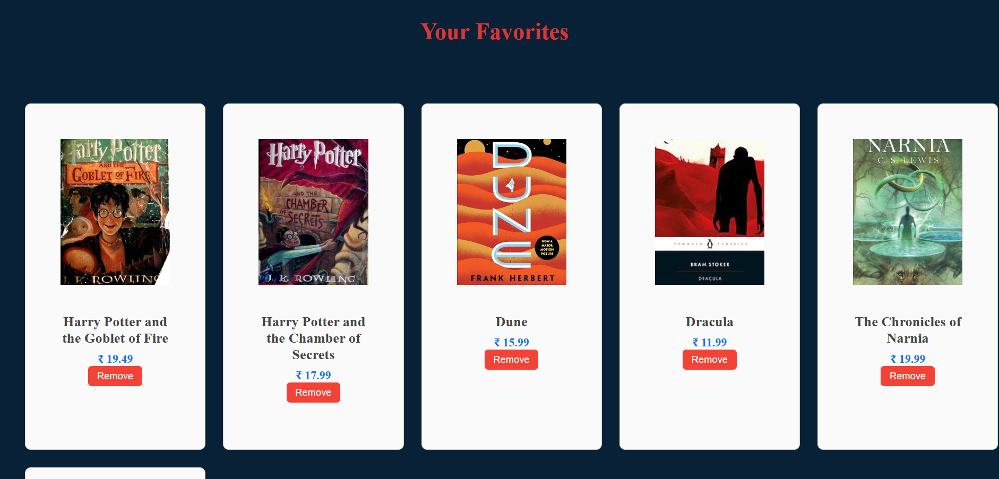 Your Favorites
Harry Potter
AND THE
GOBLET OF FIRE
J. K. ROWLING
Harry Potter and
the Goblet of Fire
₹ 19.49
Remove
Harry Potter
AND THE
CHAMBER
OF
SECRETS
J. K. ROWLING
Harry Potter and
the Chamber of
Secrets
₹ 17.99
Remove
DUNE
NOW A
MAJOR
MOTION
PICTURE
FRANK HERBERT
Dune
₹ 15.99
Remove
PENGUIN CLASSICS
BRAM STOKER
DRACULA
Dracula
₹ 11.99
Remove
NARNIA
C. S. LEWIS
The Chronicles of
Narnia
₹ 19.99
Remove